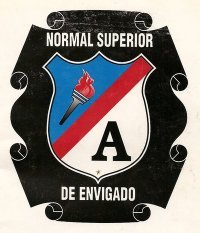 NORMAL SUPERIOR
A
DE ENVIGADO